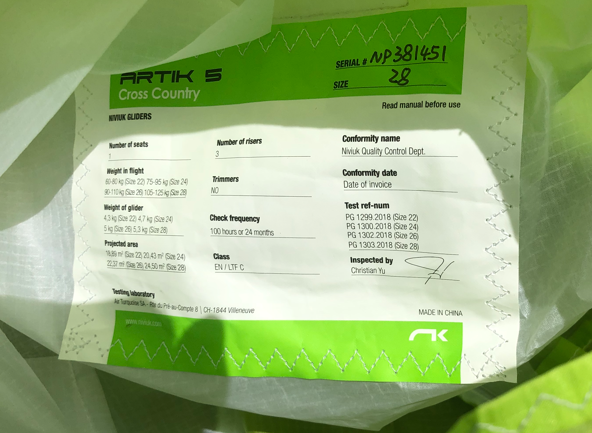 ARTIK 5
Cross Country
SERIAL # NP381451
SIZE 28
Read manual before use
NIVIUK GLIDERS
Number of seats
1
Weight in flight
60-80 kg (Size 22) 75-95 kg (Size 24)
90-110 kg (Size 26) 105-125 kg (Size 28)
Weight of glider
4,3 kg (Size 22) 4,7 kg (Size 24)
5 kg (Size 26) 5,3 kg (Size 28)
Projected area
18,89 m² (Size 22) 20,43 m² (Size 24)
22,37 m² (Size 26) 24,50 m² (Size 28)
Number of risers
3
Trimmers
NO
Check frequency
100 hours or 24 months
Class
EN / LTF C
Conformity name
Niviuk Quality Control Dept.
Conformity date
Date of invoice
Test ref-num
PG 1299.2018 (Size 22)
PG 1300.2018 (Size 24)
PG 1302.2018 (Size 26)
PG 1303.2018 (Size 28)
Inspected by
Christian Yu
Testing laboratory
Air Turquoise SA - Rte du Pré-au-Compte 8 | CH-1844 Villeneuve
MADE IN CHINA
www.niviuk.com